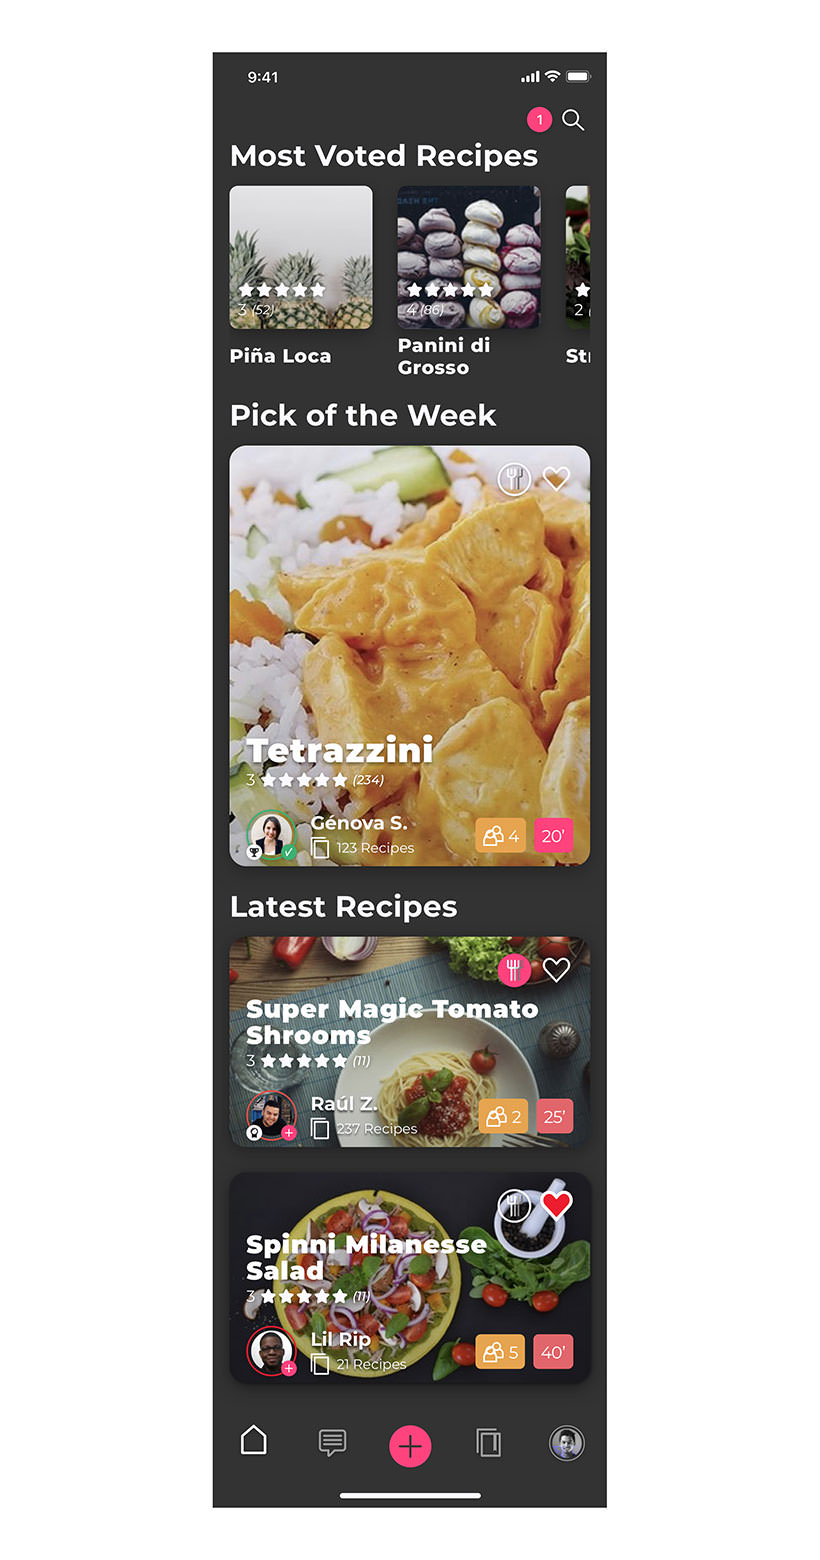 9:41
1
Most Voted Recipes
3 (52)
4 (86)
2
Piña Loca
Panini di
Grosso
Pick of the Week
Tetrazzini
3 (234)
Génova S.
123 Recipes
4
20'
Latest Recipes
Super Magic Tomato
Shrooms
3 (11)
Raúl Z.
237 Recipes
2
25'
Spinni Milanesse
Salad
3 (11)
Lil Rip
21 Recipes
5
40'